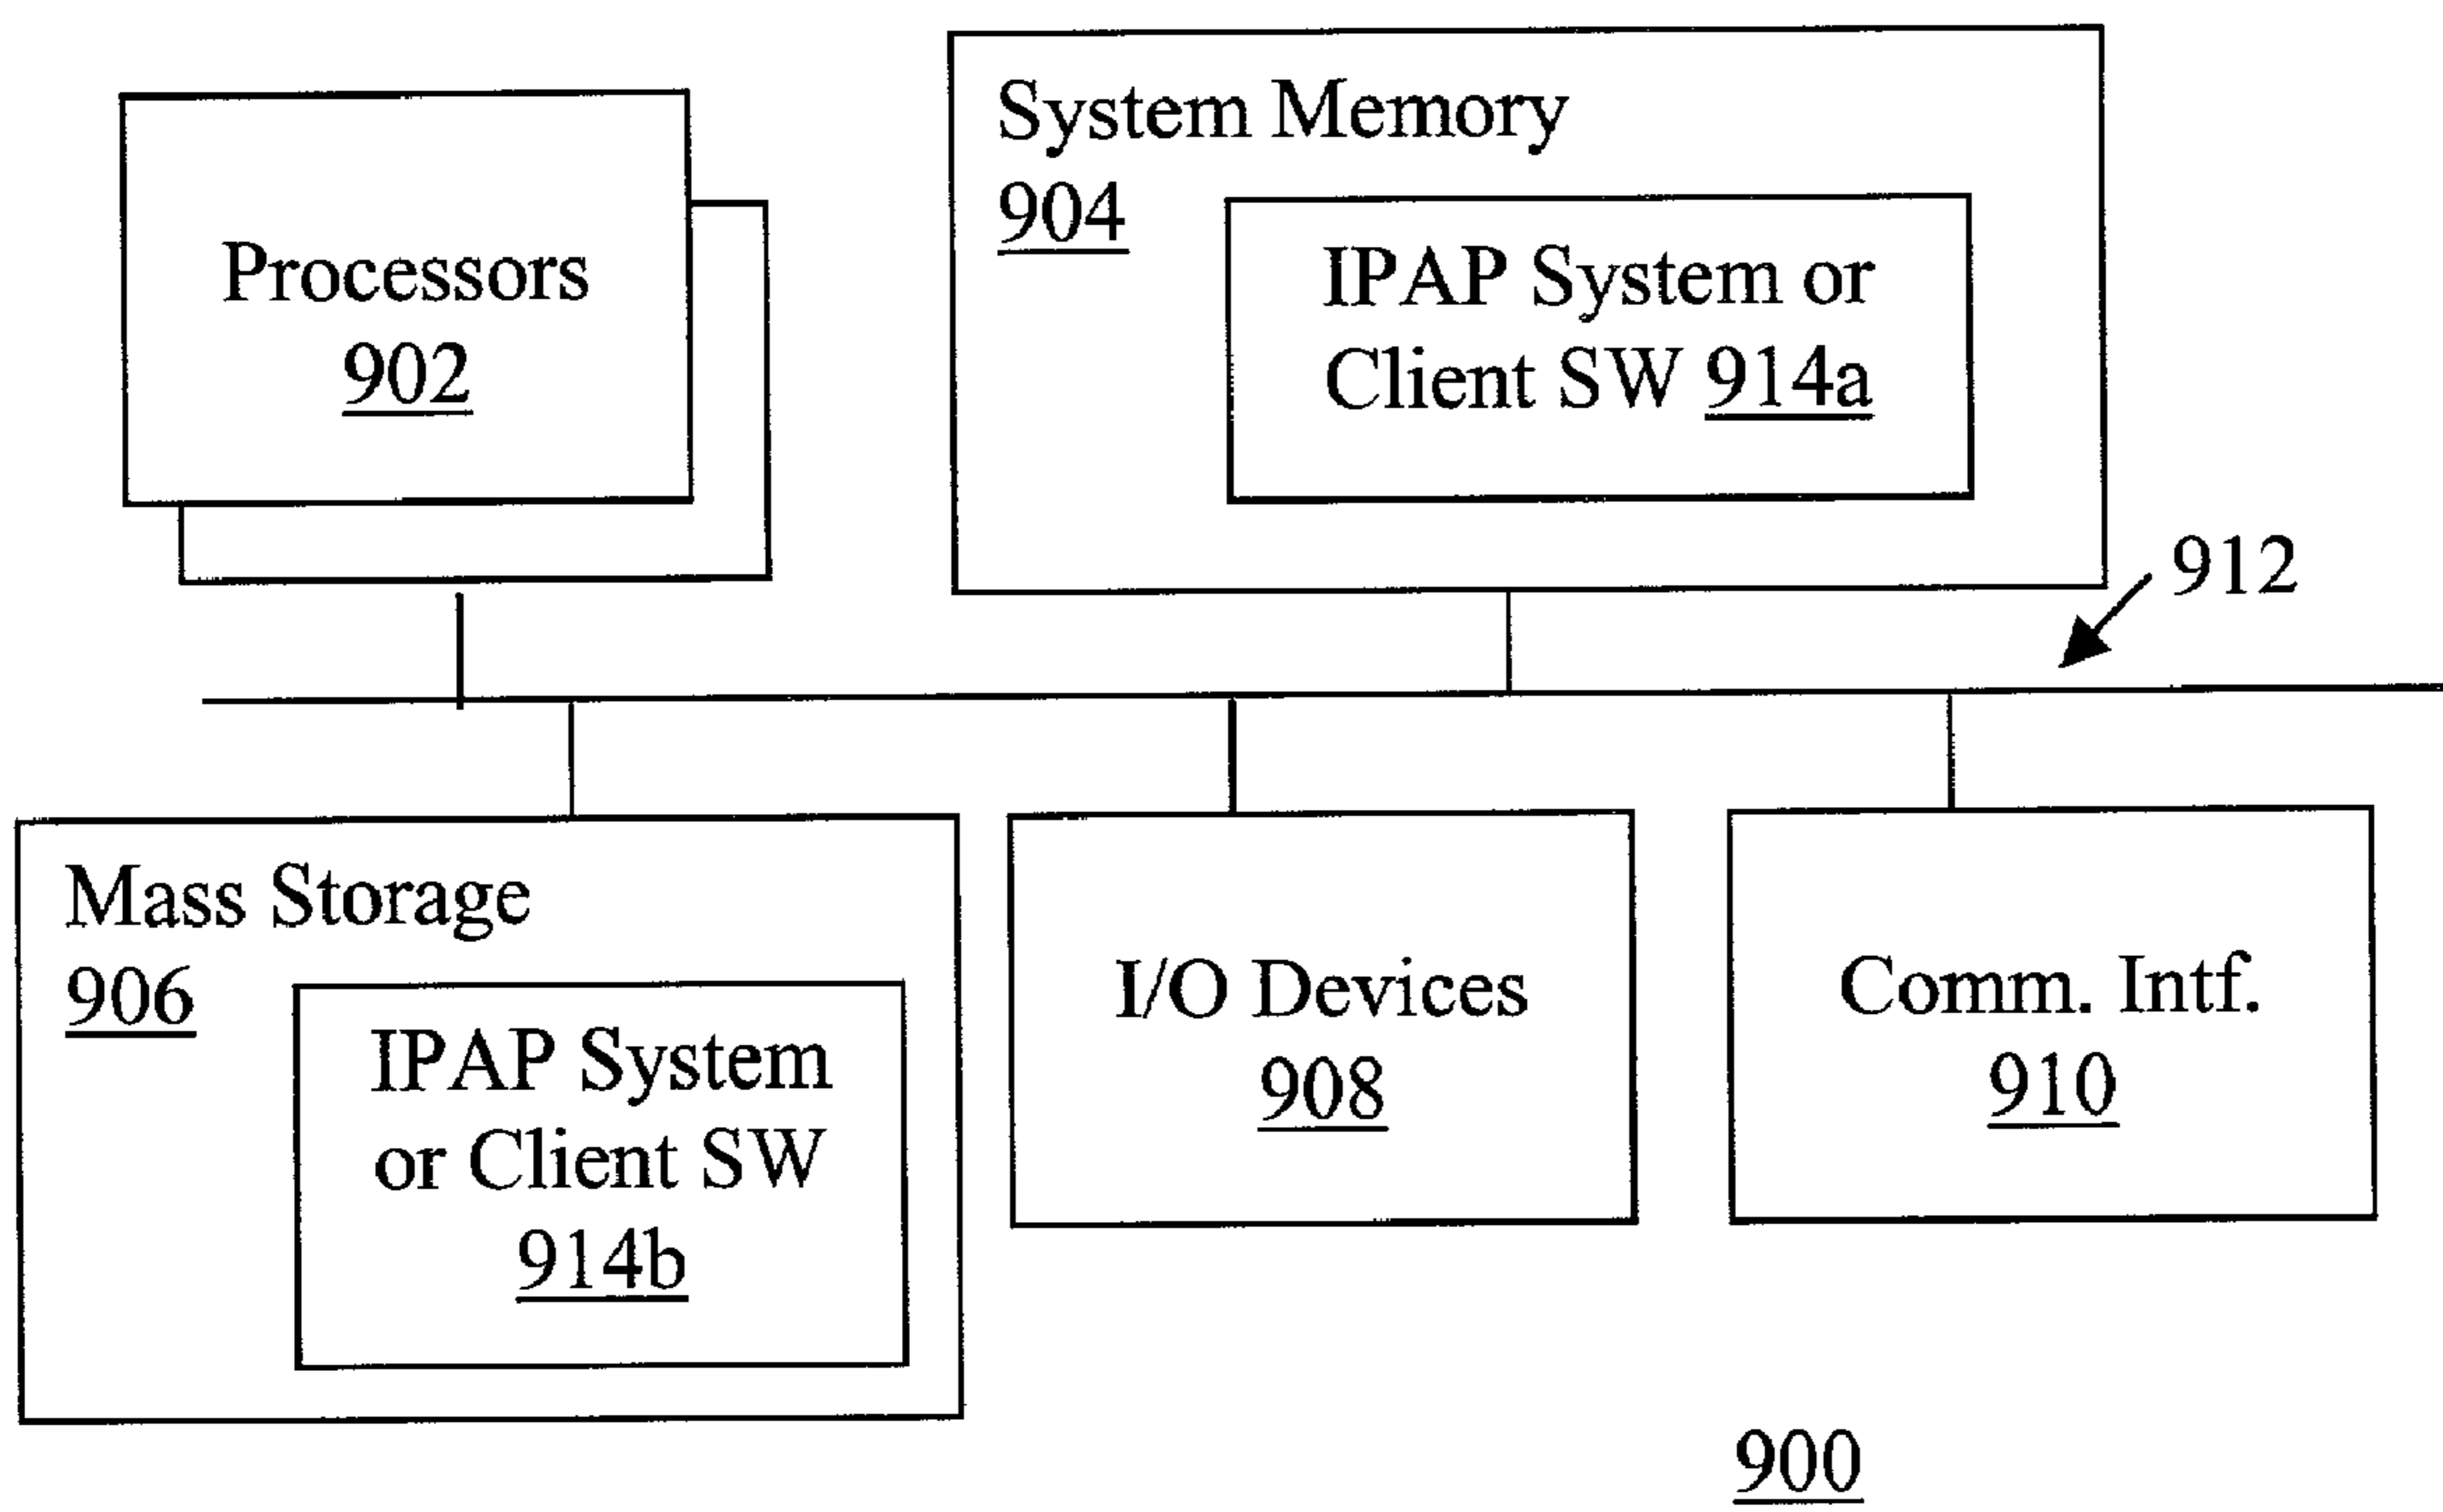 Processors
902
System Memory
904
IPAP System or
Client SW 914a
912
Mass Storage
906
IPAP System
or Client SW
914b
I/O Devices
908
Comm. Intf.
910
900